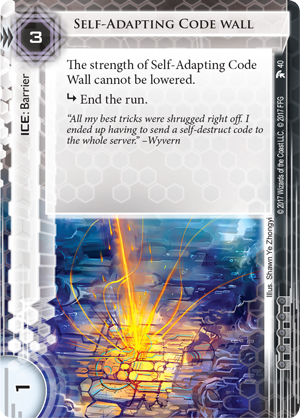 3
Self-Adapting Code wall
ICE: Barrier
The strength of Self-Adapting Code
Wall cannot be lowered.
↳ End the run.
“All my best tricks were shrugged right off. I
ended up having to send a self-destruct code to
the whole server.” –Wyvern
40
© 2017 Wizards of the Coast LLC. © 2017 FFG
Illus. Shawn Ye Zhongyi
1